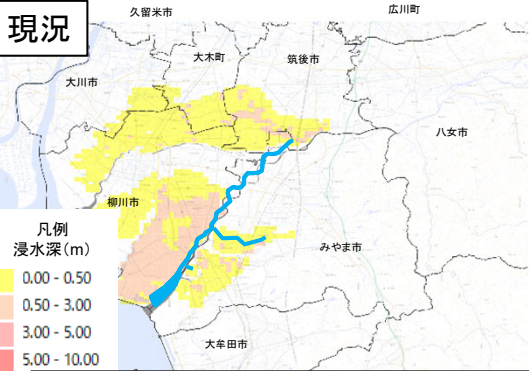 現況
久留米市
広川町
大木町
筑後市
大川市
八女市
柳川市
みやま市
大牟田市
凡例
浸水深(m)
0.00 - 0.50
0.50 - 3.00
3.00 - 5.00
5.00 - 10.00